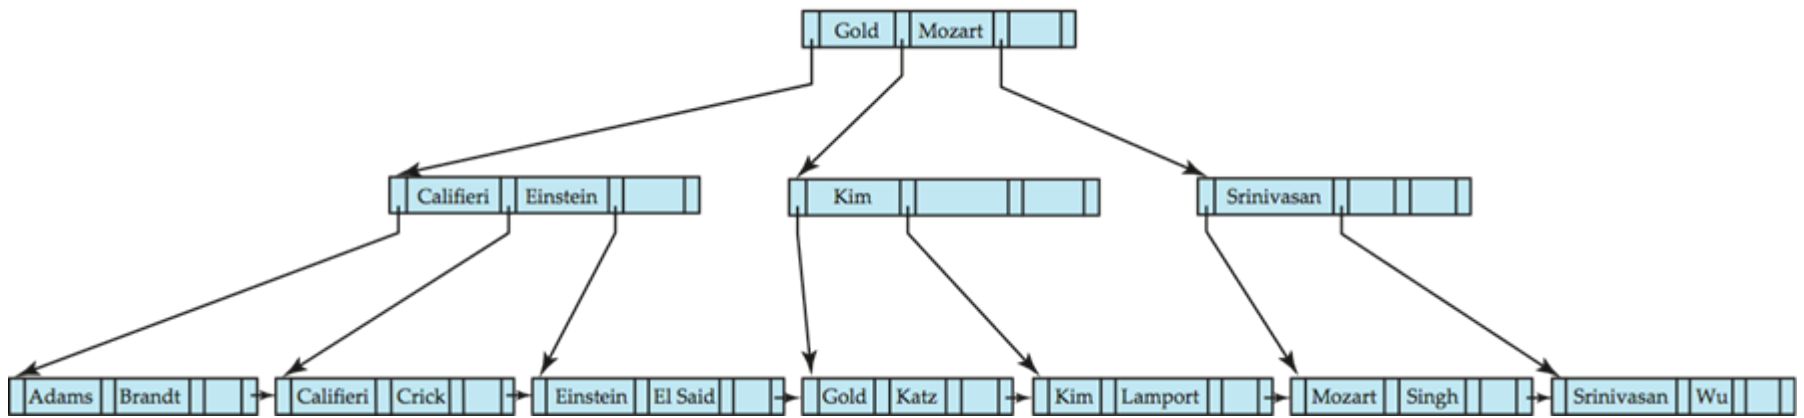 Gold Mozart
Califieri Einstein
Kim
Srinivasan
Adams Brandt
Califieri Crick
Einstein El Said
Gold Katz
Kim Lamport
Mozart Singh
Srinivasan Wu